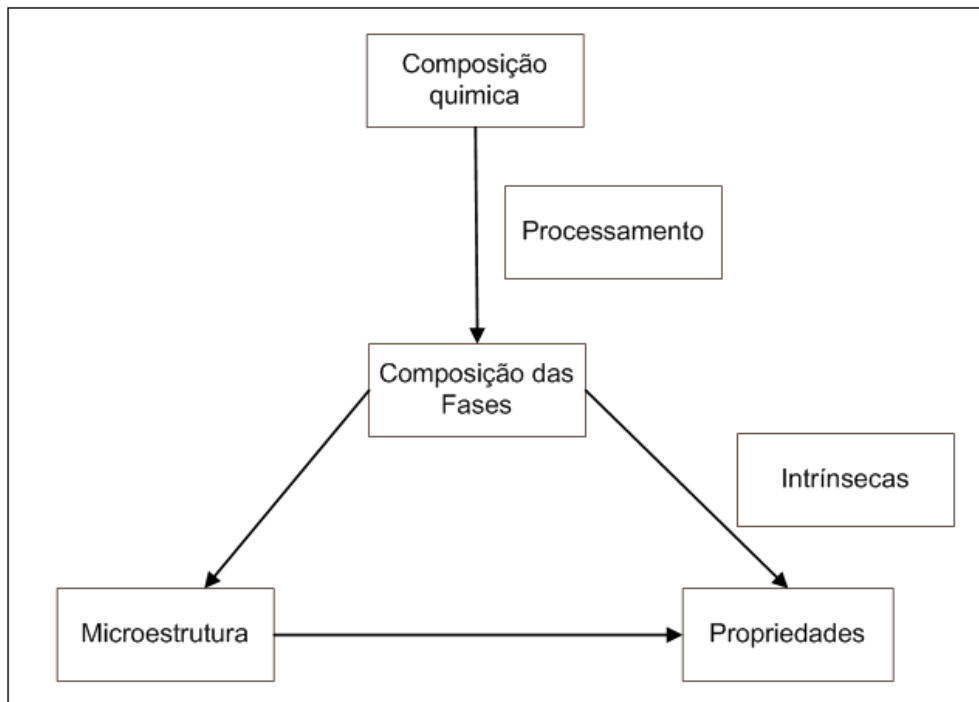 Composição
quimica
Processamento
Composição das
Fases
Intrínsecas
Microestrutura
Propriedades